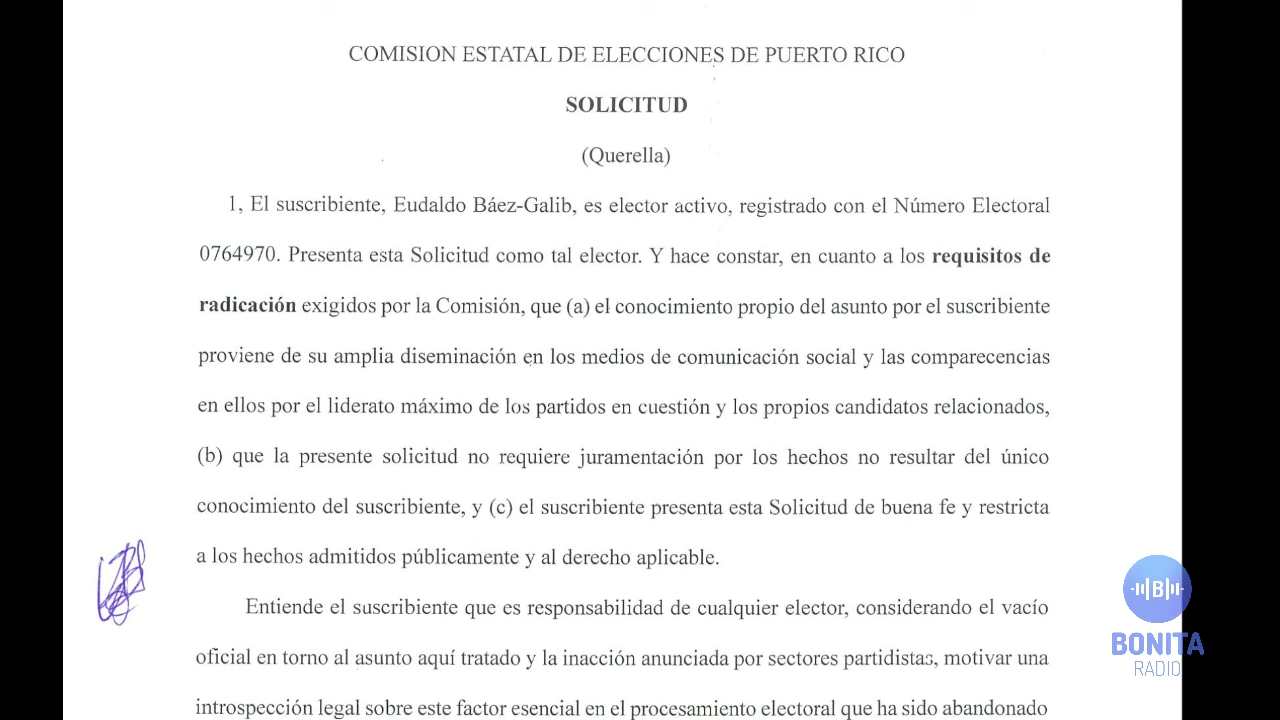 COMISION ESTATAL DE ELECCIONES DE PUERTO RICO
SOLICITUD
(Querella)
1, El suscribiente, Eudaldo Báez-Galib, es elector activo, registrado con el Número Electoral
0764970. Presenta esta Solicitud como tal elector. Y hace constar, en cuanto a los requisitos de
radicación exigidos por la Comisión, que (a) el conocimiento propio del asunto por el suscribiente
proviene de su amplia diseminación en los medios de comunicación social y las comparecencias
en ellos por el liderato máximo de los partidos en cuestión y los propios candidatos relacionados,
(b) que la presente solicitud no requiere juramentación por los hechos no resultar del único
conocimiento del suscribiente, y (c) el suscribiente presenta esta Solicitud de buena fe y restricta
a los hechos admitidos públicamente y al derecho aplicable.
Entiende el suscribiente que es responsabilidad de cualquier elector, considerando el vacío
oficial en torno al asunto aquí tratado y la inacción anunciada por sectores partidistas, motivar una
introspección legal sobre este factor esencial en el procesamiento electoral que ha sido abandonado
B
BONITA
RADIO